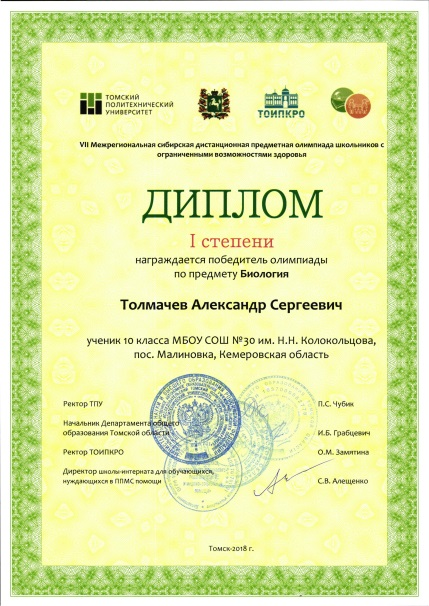 ТОМСКИЙ
ПОЛИТЕХНИЧЕСКИЙ
УНИВЕРСИТЕТ
ТОИПКРО
VII Межрегиональная сибирская дистанционная предметная олимпиада школьников с
ограниченными возможностями здоровья
ДИПЛОМ
I степени
награждается победитель олимпиады
по предмету Биология
Толмачев Александр Сергеевич
ученик 10 класса МБОУ СОШ №30 им. Н.Н. Колокольцова,
пос. Малиновка, Кемеровская область
Ректор ТПУ
П.С. Чубик
Начальник Департамента общего
образования Томской области
И.Б. Грабцевич
Ректор ТОИПКРО
О.М. Замятина
Директор школы-интерната для обучающихся,
нуждающихся в ППМС помощи
С.В. Алещенко
Томск-2018 г.